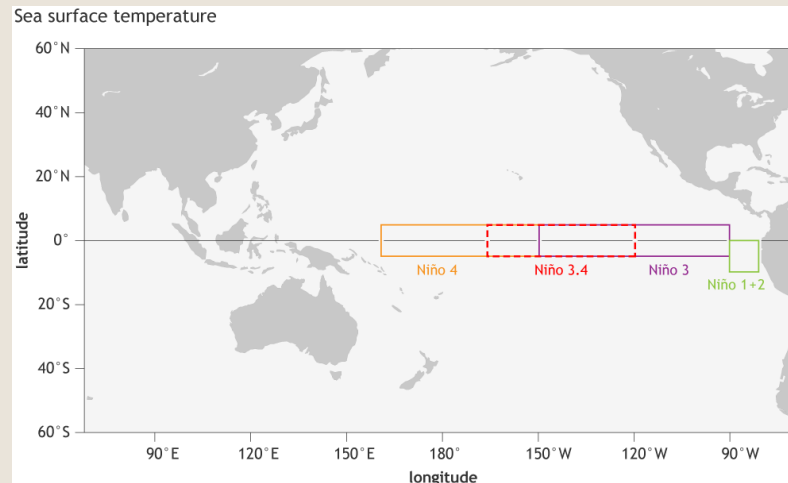 Sea surface temperature
60°N
40°N
20°N
0°
20°S
40°S
60°S
latitude
Niño 4
Niño 3.4
Niño 3
Niño 1+2
90°E
120°E
150°E
180°
150°W
120°W
90°W
longitude